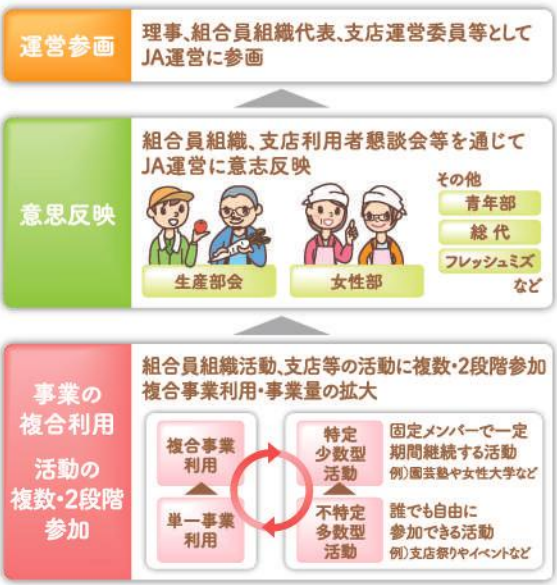 運営参画
理事、組合員組織代表、支店運営委員等として
JA運営に参画
意思反映
組合員組織、支店利用者懇談会等を通じて
JA運営に意志反映
生産部会
女性部
その他
青年部
総代
フレッシュミズ
など
事業の
複合利用
活動の
複数・2段階
参加
組合員組織活動、支店等の活動に複数・2段階参加
複合事業利用・事業量の拡大
複合事業
利用
単一事業
利用
特定
少数型
活動
固定メンバーで一定
期間継続する活動
例)園芸塾や女性大学など
不特定
多数型
活動
誰でも自由に
参加できる活動
例)支店祭りやイベントなど